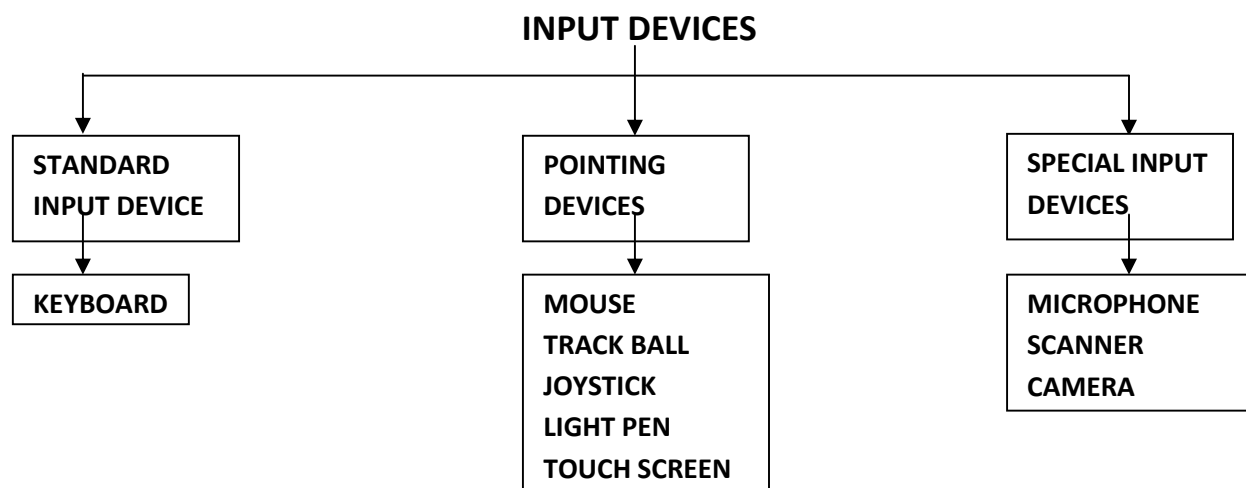 INPUT DEVICES
STANDARD
INPUT DEVICE
POINTING
DEVICES
SPECIAL INPUT
DEVICES
KEYBOARD
MOUSE
TRACK BALL
JOYSTICK
LIGHT PEN
TOUCH SCREEN
MICROPHONE
SCANNER
CAMERA